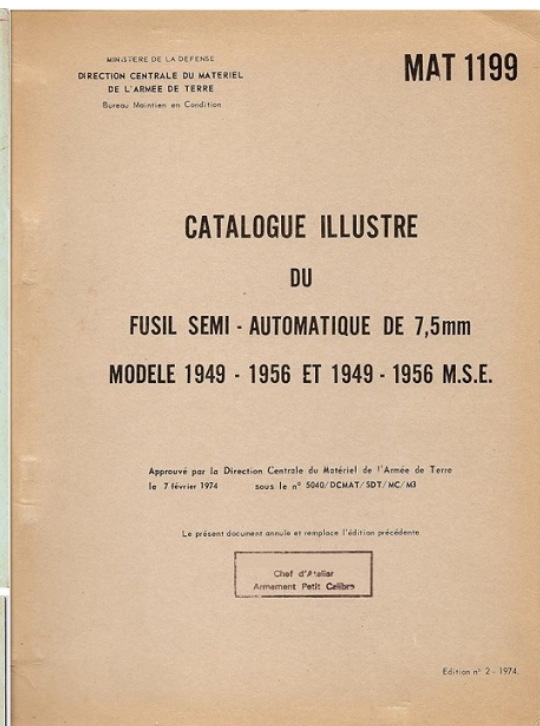 MINISTERE DE LA DEFENSE
MAT 1199
DIRECTION CENTRALE DU MATERIEL
DE L'ARMEE DE TERRE
Bureau Maintien en Condition
CATALOGUE ILLUSTRE
DU
FUSIL SEMI - AUTOMATIQUE DE 7,5mm
MODELE 1949 - 1956 ET 1949 - 1956 M.S.E.
Approuvé par la Direction Centrale du Matériel de l'Armée de Terre
le 7 février 1974 sous le n° 5040/DCMAT/SDT/MC/M3
Le présent document annule et remplace l'édition précédente
Chef d'Atelier
Armement Petit Calibre
Edition n° 2 - 1974.